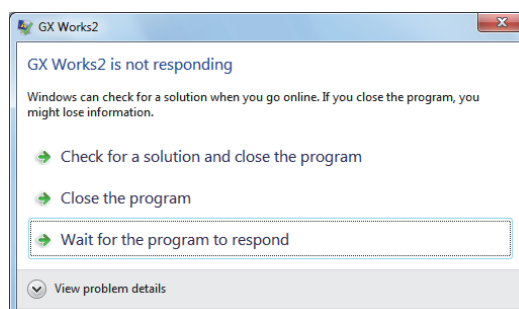 GX Works2
GX Works2 is not responding
Windows can check for a solution when you go online. If you close the program, you
might lose information.
Check for a solution and close the program
Close the program
Wait for the program to respond
View problem details